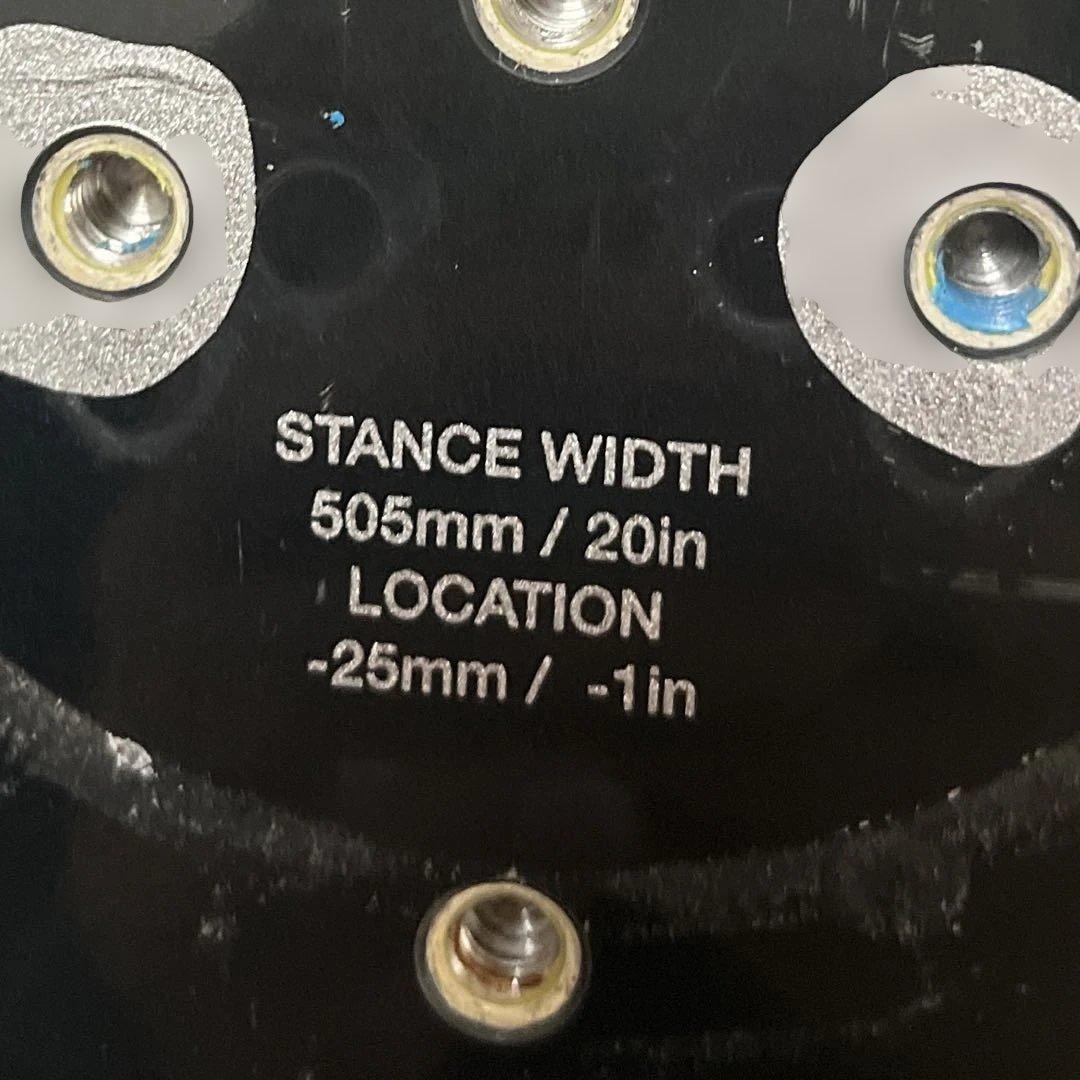 STANCE WIDTH
505mm / 20in
LOCATION
-25mm / -1in